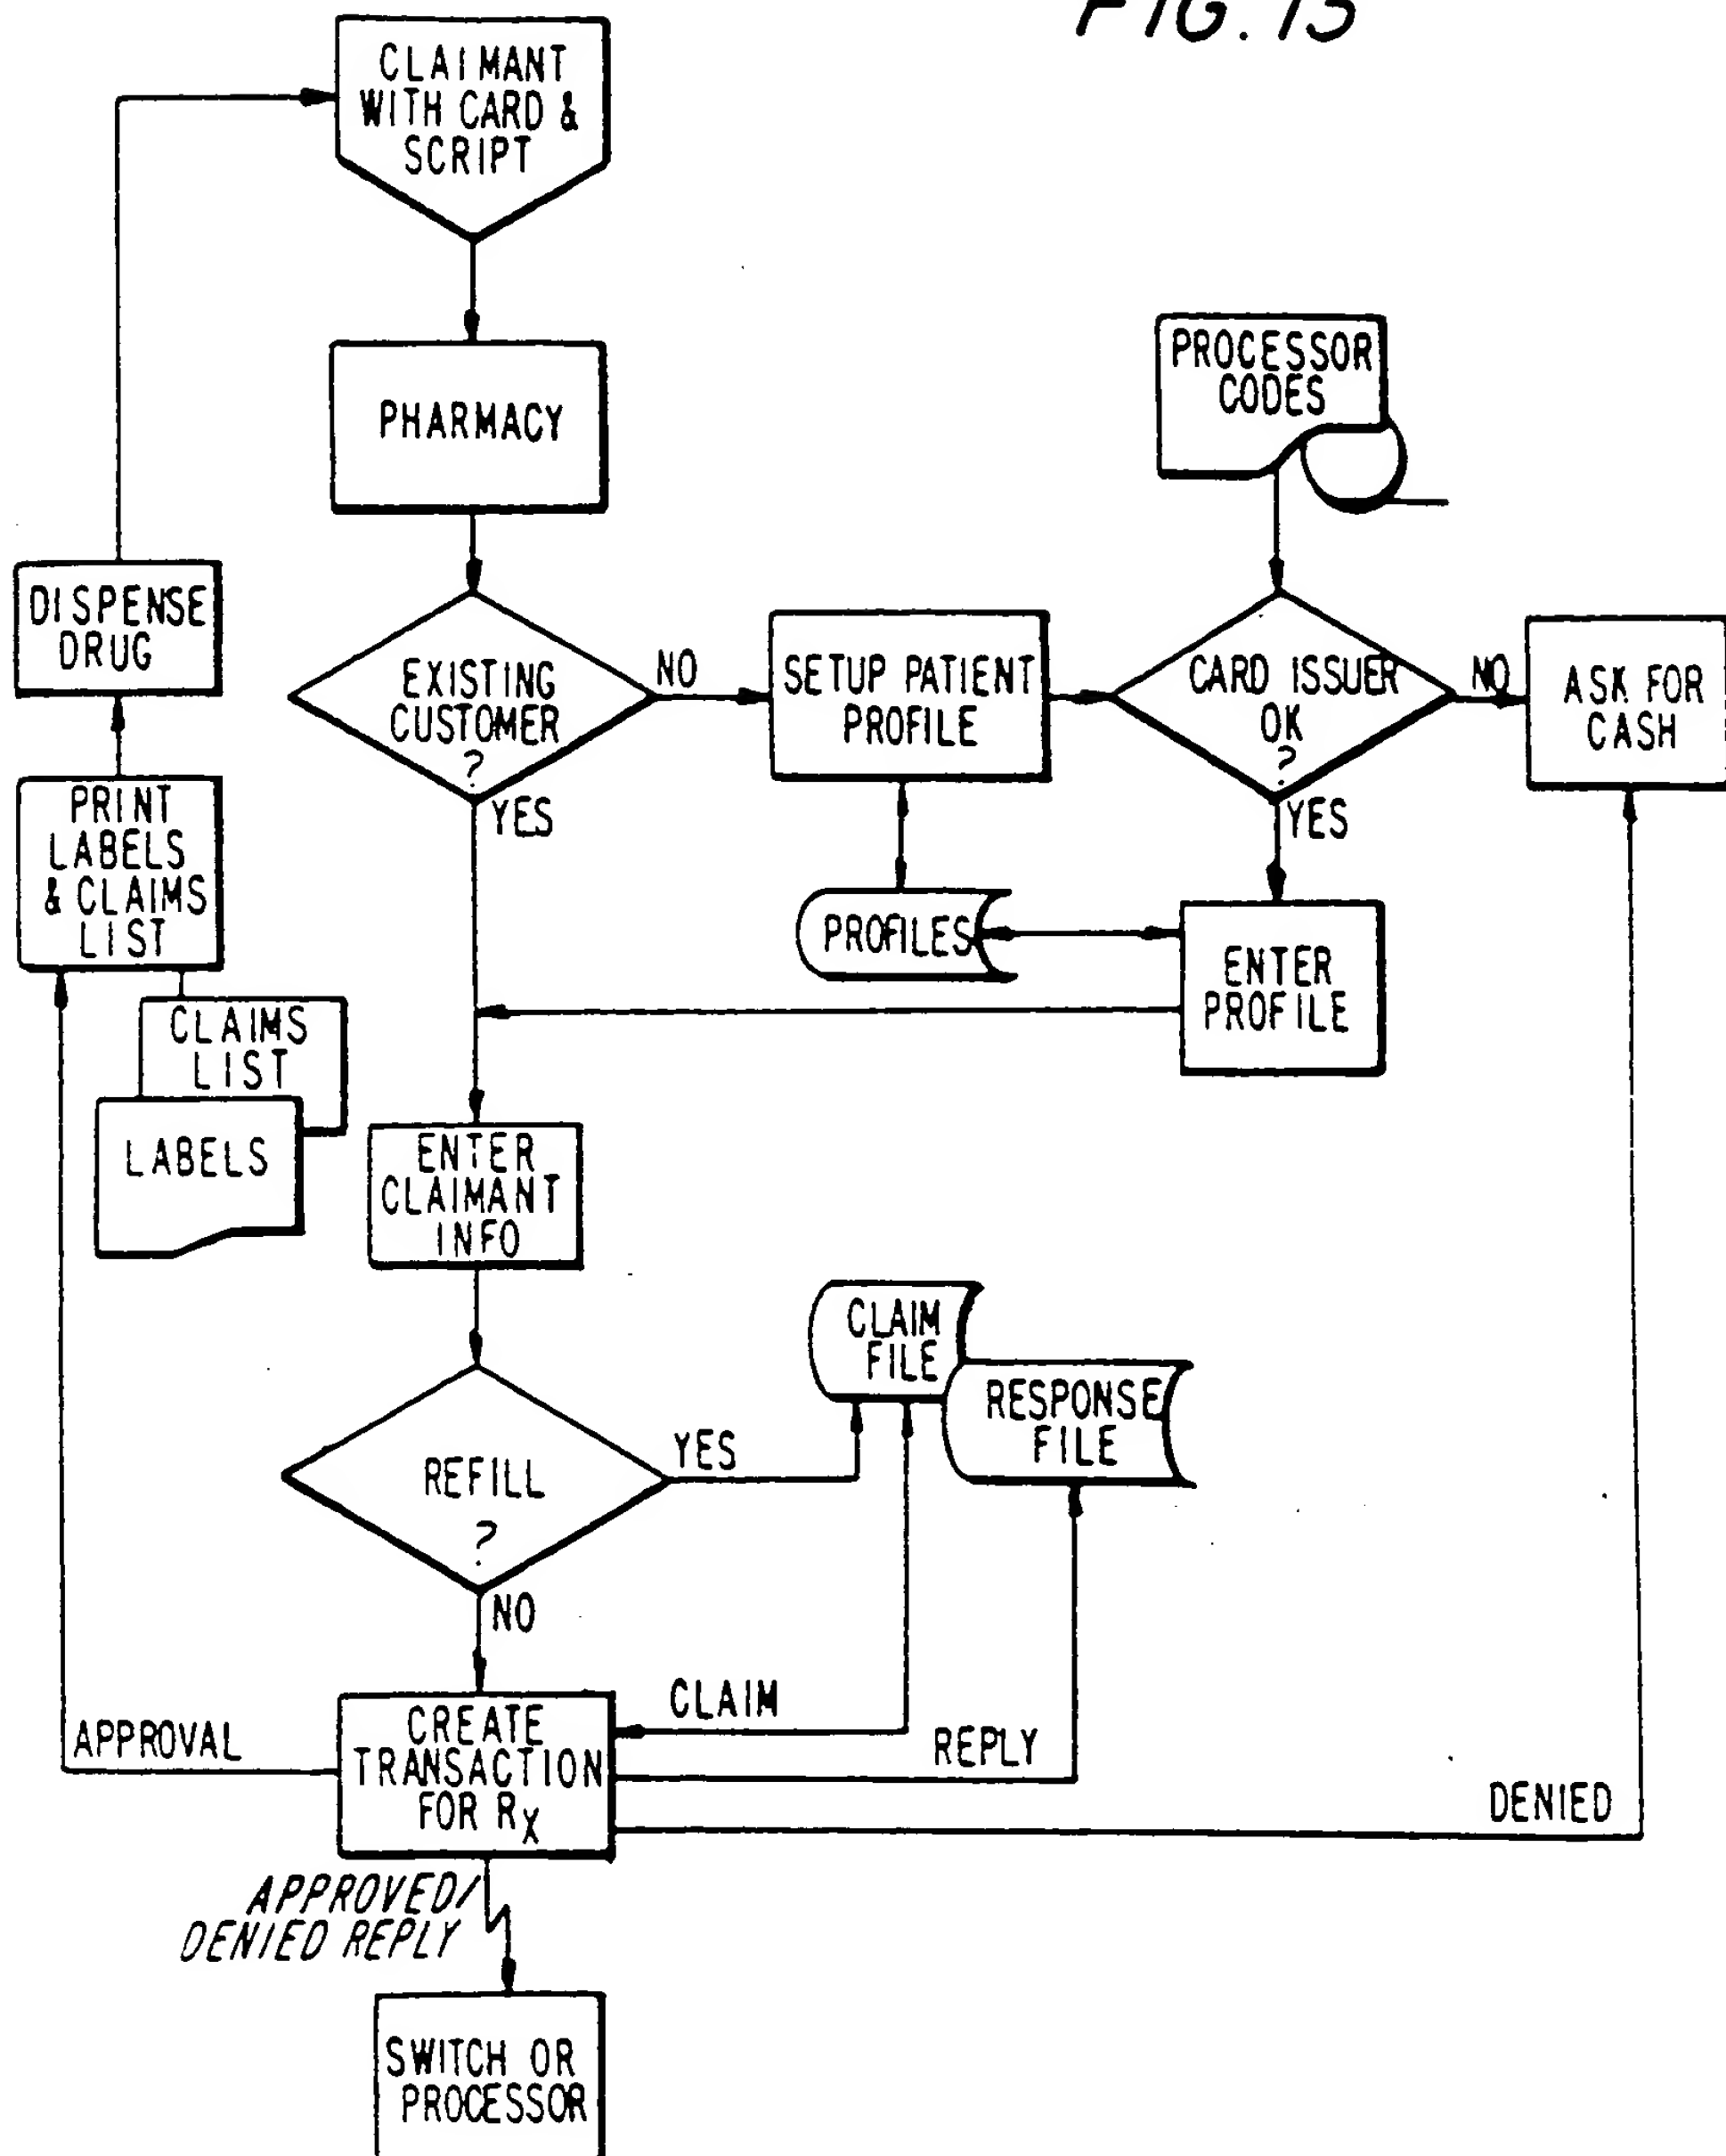 FIG. 13
CLAIMANT
WITH CARD &
SCRIPT
PHARMACY
PROCESSOR
CODES
DISPENSE
DRUG
EXISTING
CUSTOMER
?
NO
SETUP PATIENT
PROFILE
CARD ISSUER
OK
?
NO
ASK FOR
CASH
YES
YES
PRINT
LABELS
& CLAIMS
LIST
PROFILES
ENTER
PROFILE
CLAIMS
LIST
LABELS
ENTER
CLAIMANT
INFO
CLAIM
FILE
RESPONSE
FILE
REFILL
?
YES
NO
CLAIM
APPROVAL
CREATE
TRANSACTION
FOR RX
REPLY
DENIED
APPROVED/
DENIED REPLY
SWITCH OR
PROCESSOR